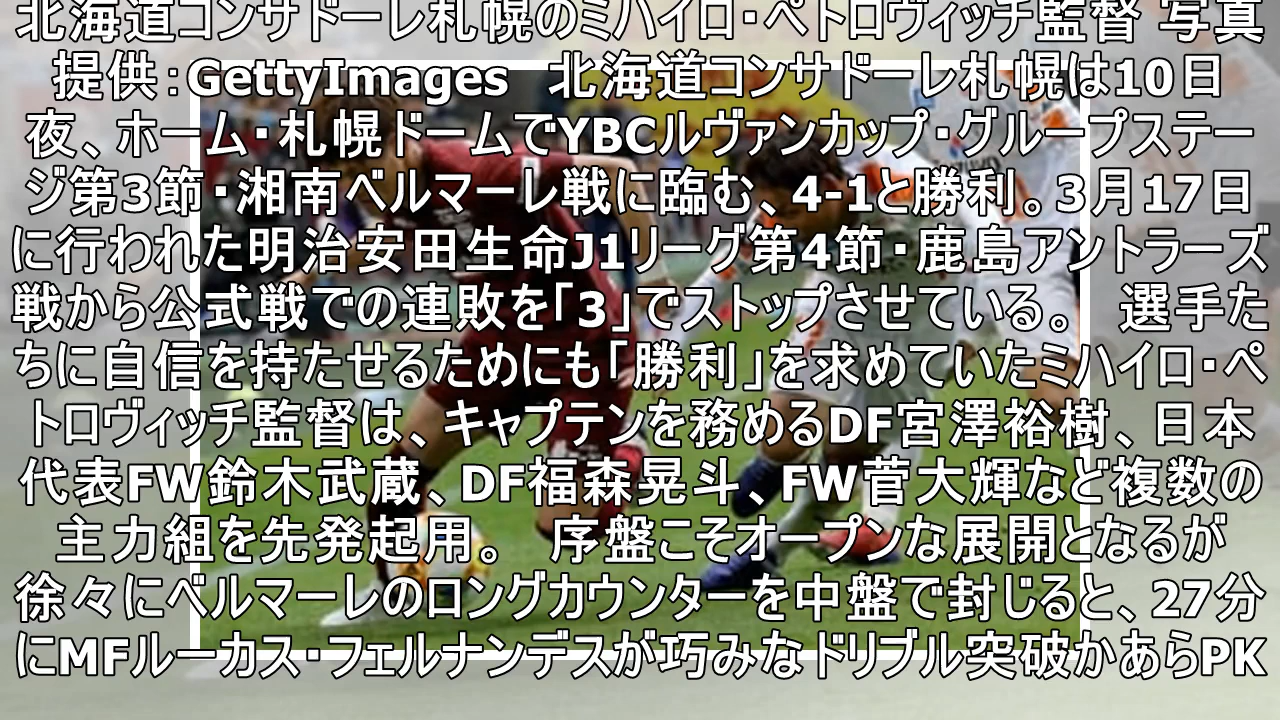 北海道コンサドーレ札幌のミハイロ・ペトロヴィッチ監督 写真
提供：GettyImages　北海道コンサドーレ札幌は10日
夜、ホーム・札幌ドームでYBCルヴァンカップ・グループステー
ジ第3節・湘南ベルマーレ戦に臨む、4-1と勝利。3月17日
に行われた明治安田生命J1リーグ第4節・鹿島アントラーズ
戦から公式戦での連敗を「3」でストップさせている。　選手た
ちに自信を持たせるためにも「勝利」を求めていたミハイロ・ペ
トロヴィッチ監督は、キャプテンを務めるDF宮澤裕樹、日本
代表FW鈴木武蔵、DF福森晃斗、FW菅大輝など複数の
主力組を先発起用。　序盤こそオープンな展開となるが
徐々にベルマーレのロングカウンターを中盤で封じると、27分
にMFルーカス・フェルナンデスが巧みなドリブル突破かあらPK